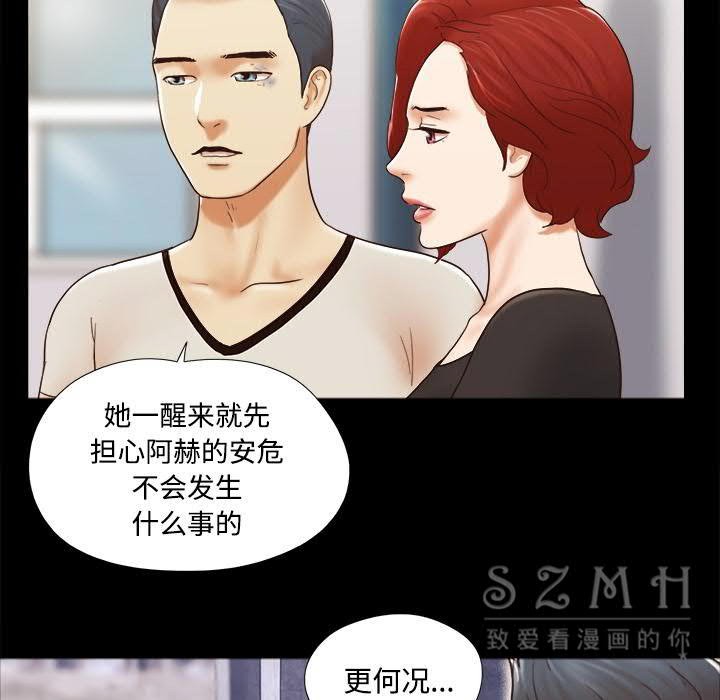 她一醒来就先
担心阿赫的安危
不会发生
什么事的
SZMH
致爱看漫画的你
更何况...